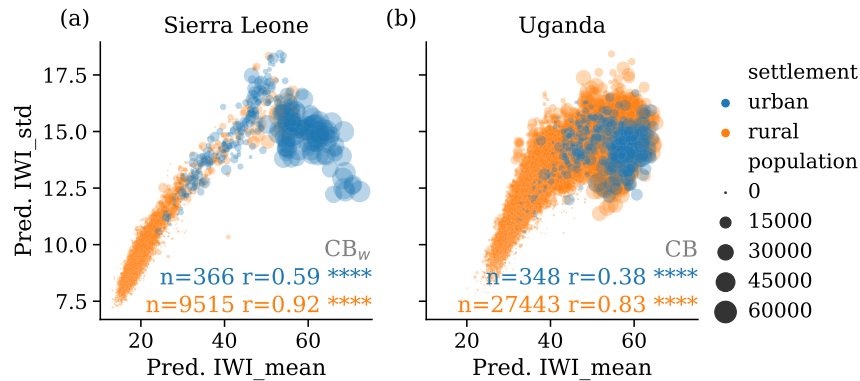 (a) Sierra Leone
(b) Uganda
Pred. IWI_std
17.5
15.0
12.5
10.0
7.5
CB_w
n=366 r=0.59 ****
n=9515 r=0.92 ****
20 40 60
Pred. IWI_mean
CB
n=348 r=0.38 ****
n=27443 r=0.83 ****
20 40 60
Pred. IWI_mean
settlement
urban
rural
population
0
15000
30000
45000
60000